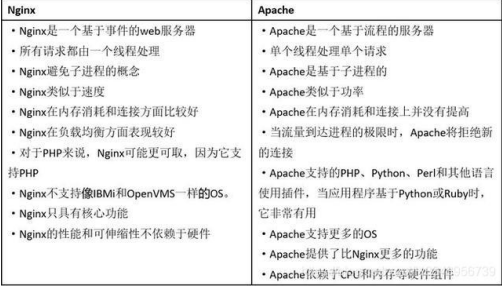 Nginx
• Nginx是一个基于事件的web服务器
• 所有请求都由一个线程处理
• Nginx避免子进程的概念
• Nginx类似于速度
• Nginx在内存消耗和连接方面比较好
• Nginx在负载均衡方面表现较好
• 对于PHP来说，Nginx可能更可取，因为它支
持PHP
• Nginx不支持像IBMi和OpenVMS一样的OS。
• Nginx只具有核心功能
• Nginx的性能和可伸缩性不依赖于硬件
Apache
• Apache是一个基于流程的服务器
• 单个线程处理单个请求
• Apache是基于子进程的
• Apache类似于功率
• Apache在内存消耗和连接上并没有提高
• 当流量到达进程的极限时，Apache将拒绝新
的连接
• Apache支持的PHP、Python、Perl和其他语言
使用插件，当应用程序基于Python或Ruby时，
它非常有用
• Apache支持更多的OS
• Apache提供了比Nginx更多的功能
• Apache依赖于CPU和内存等硬件组件